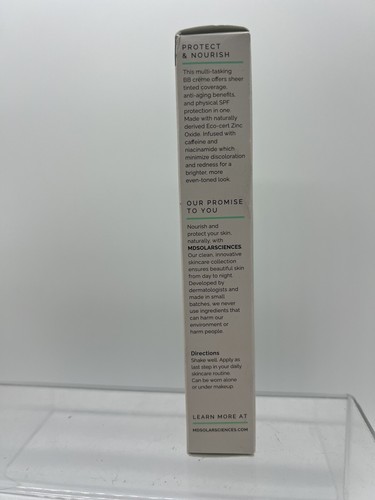 PROTECT
& NOURISH
This multi-tasking
BB crème offers sheer
tinted coverage,
anti-aging benefits,
and physical SPF
protection in one.
Made with naturally
derived Eco-cert Zinc
Oxide. Infused with
caffeine and
niacinamide which
minimize discoloration
and redness for a
brighter, more
even-toned look.
OUR PROMISE
TO YOU
Nourish and
protect your skin,
naturally, with
MDSOLARSCIENCES.
Our clean, innovative
skincare collection
ensures beautiful skin
from day to night.
Developed by
dermatologists and
made in small
batches, we never
use ingredients that
can harm our
environment or
harm people.
Directions
Shake well. Apply as
last step in your daily
skincare routine.
Can be worn alone
or under makeup.
LEARN MORE AT
MDSOLARSCIENCES.COM